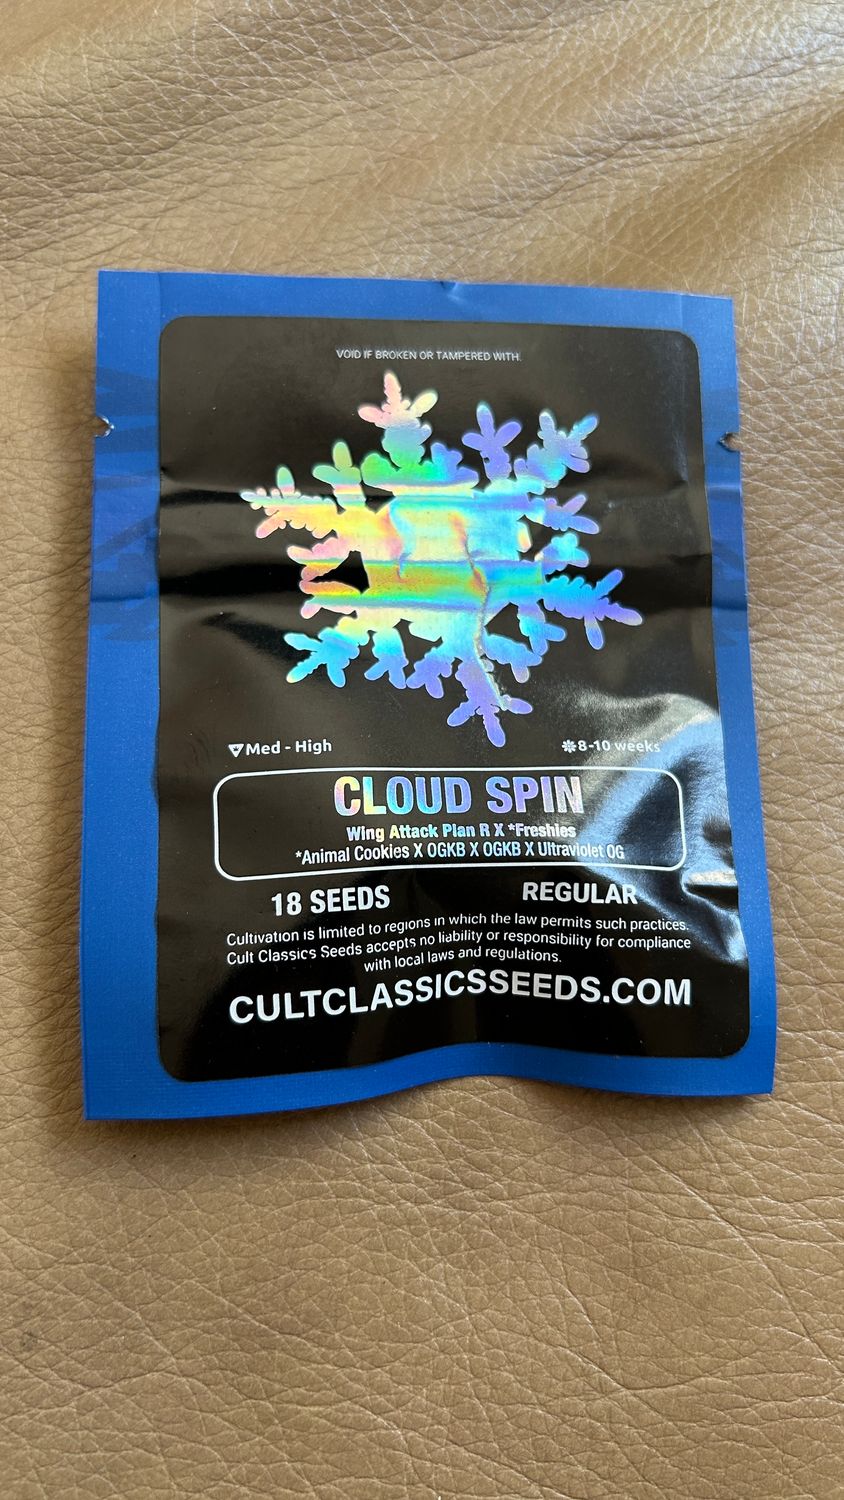 VOID IF BROKEN OR TAMPERED WITH.
Med - High
8-10 weeks
CLOUD SPIN
Wing Attack Plan R X *Freshies
*Animal Cookies X OGKB X OGKB X Ultraviolet OG
18 SEEDS
REGULAR
Cultivation is limited to regions in which the law permits such practices.
Cult Classics Seeds accepts no liability or responsibility for compliance
with local laws and regulations.
CULTCLASSICSSEEDS.COM